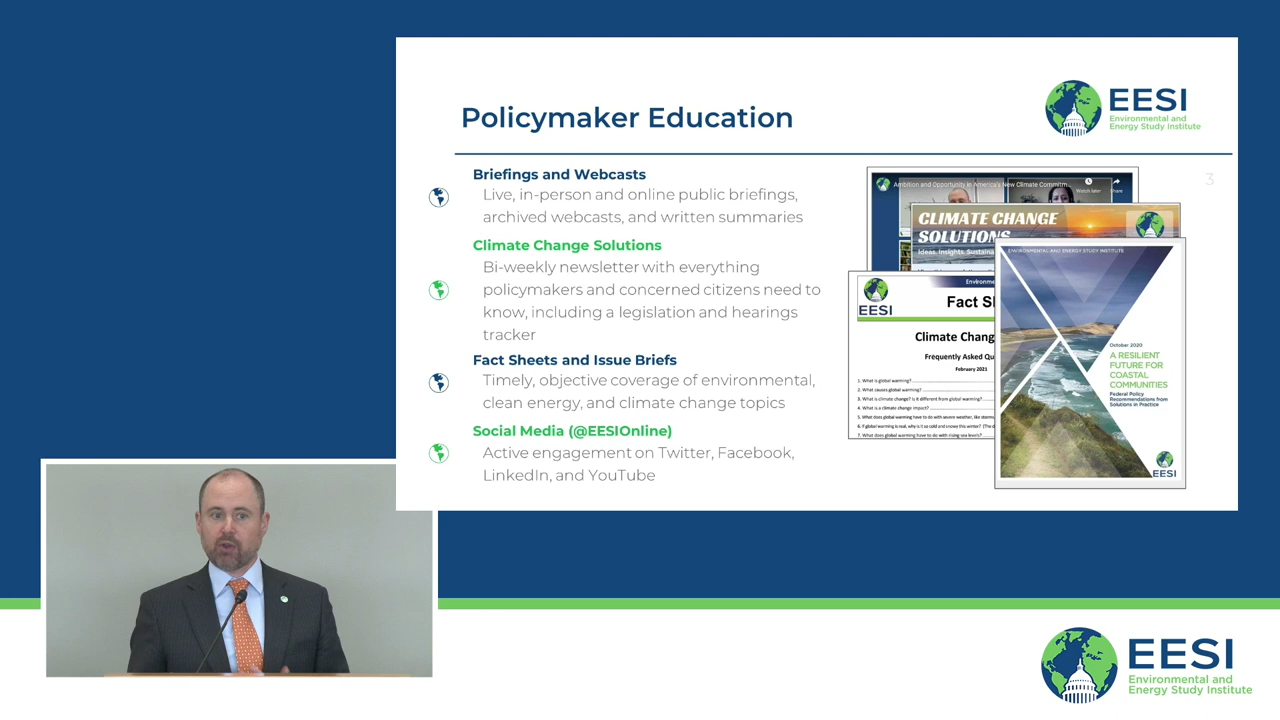 Policymaker Education
EESI
Environmental and
Energy Study Institute
3
Briefings and Webcasts
Live, in-person and online public briefings,
archived webcasts, and written summaries
Climate Change Solutions
Bi-weekly newsletter with everything
policymakers and concerned citizens need to
know, including a legislation and hearings
tracker
Fact Sheets and Issue Briefs
Timely, objective coverage of environmental,
clean energy, and climate change topics
Social Media (@EESIOnline)
Active engagement on Twitter, Facebook,
LinkedIn, and YouTube
Ambition and Opportunity in America's New Climate Commitm...
Watch later
Share
CLIMATE CHANGE
SOLUTIONS
Ideas. Insights. Sustaina
Environme
EESI
Fact S
Climate Chang
Frequently Asked Qu
February 2021
1. What is global warming?
2. What causes global warming?
3. What is climate change? Is it different from global warming?
4. What is a climate change impact?
5. What does global warming have to do with severe weather, like storms
6. If global warming is real, why is it so cold and snowy this winter?
7. What does global warming have to do with rising sea levels?
ENVIRONMENTAL AND ENERGY STUDY INSTITUTE
October 2020
A RESILIENT
FUTURE FOR
COASTAL
COMMUNITIES
Federal Policy
Recommendations from
Solutions in Practice
EESI
EESI
Environmental and
Energy Study Institute